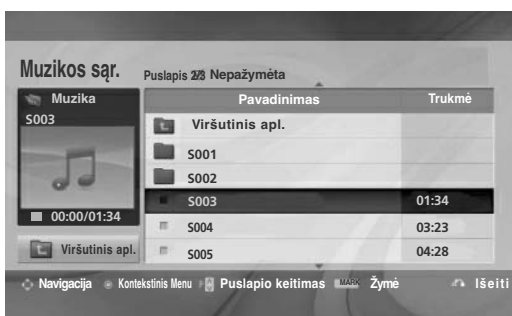 Muzikos sąr. Puslapis 2/3 Nepažymėta
Muzika
S003
00:00/01:34
Viršutinis apl.
Pavadinimas Trukmė
Viršutinis apl.
S001
S002
S003 01:34
S004 03:23
S005 04:28
Navigacija Kontekstinis Menu Puslapio keitimas MARK Žymė Išeiti